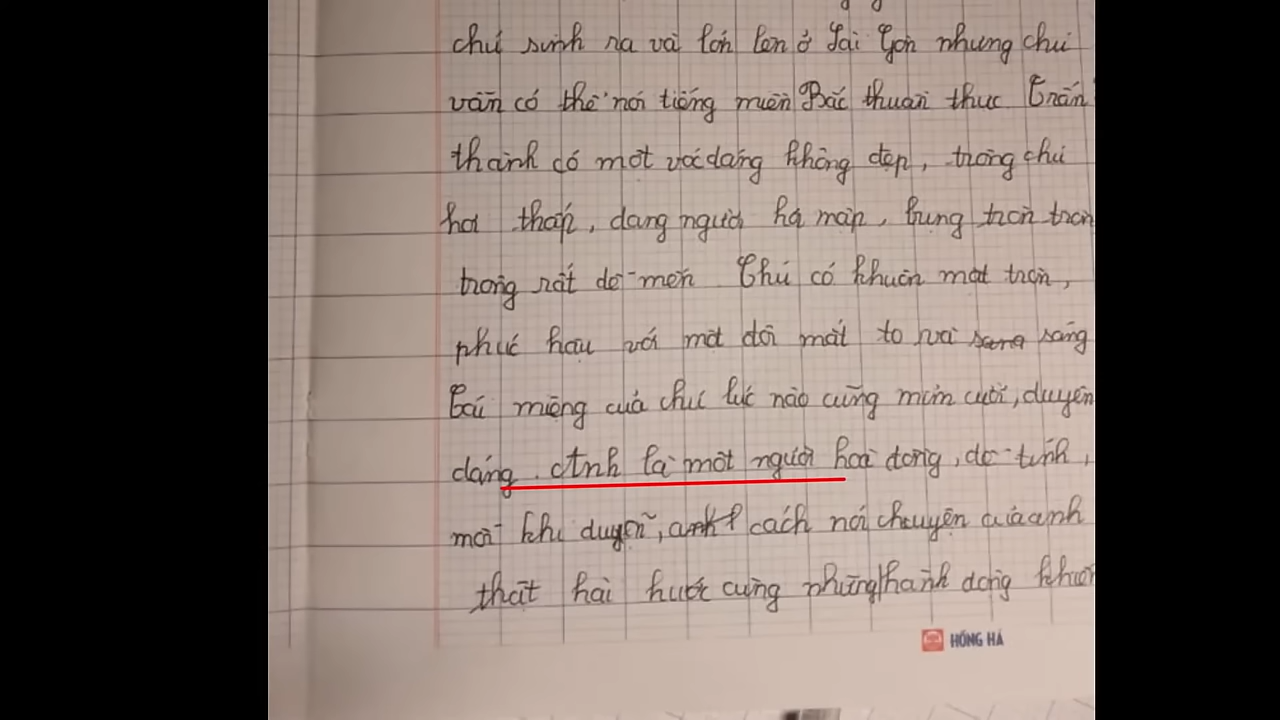 chú sinh ra và lớn lên ở Sài Gòn nhưng chú
vẫn có thể nói tiếng miền Bắc thuần thục Trấn
thành có một vóc dáng không đẹp, trông chú
hơi thấp, dáng người hơi mập, bụng tròn tròn
trông rất dễ mến Chú có khuôn mặt tròn,
phúc hậu với một đôi mắt to và sáng
Cái miệng của chú lúc nào cũng mỉm cười, duyên
dáng. Anh là một người hoà đồng, dễ tính,
mỗi khi duyễn, cách nói chuyện của anh
thật hài hước cùng những hành động
HỒNG HÀ